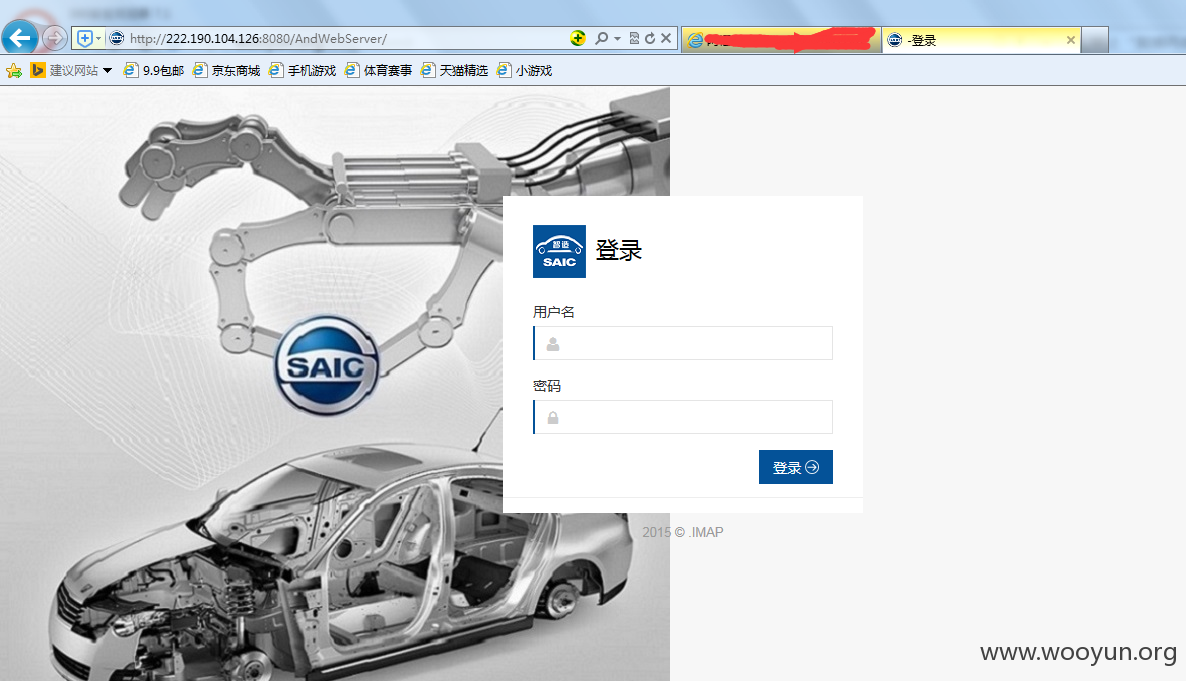 http://222.190.104.126:8080/AndWebServer/
-登录
建议网站
9.9包邮
京东商城
手机游戏
体育赛事
天猫精选
小游戏
智造
SAIC
登录
用户名
密码
登录
2015 © .IMAP
SAIC
www.wooyun.org